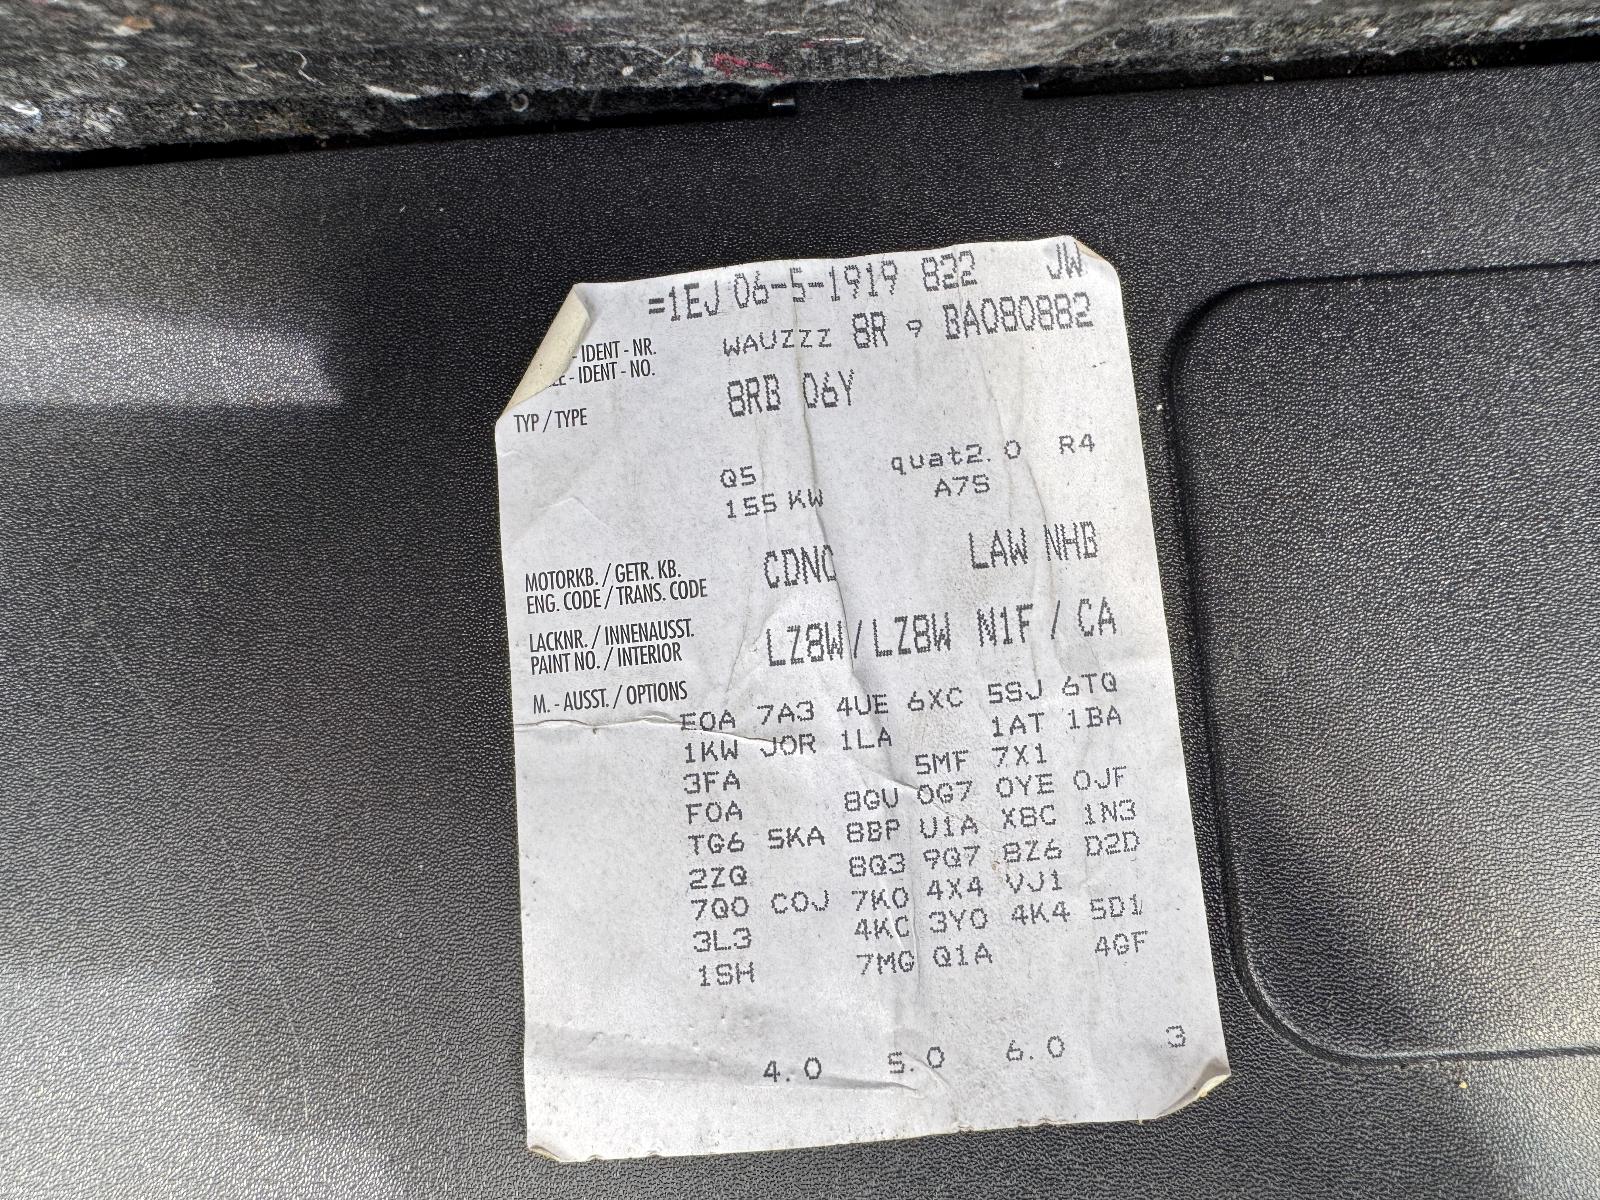 =1EJ 06-5-1919 822 JW
- IDENT - NR. WAUZZZ 8R 9 BA080882
LE - IDENT - NO.
TYP / TYPE 8RB 06Y
Q5 quat2.0 R4
155 KW A7S
MOTORKB. / GETR. KB. CDNC LAW NHB
ENG. CODE / TRANS. CODE
LACKNR. / INNENAUSST. LZ8W/LZ8W N1F / CA
PAINT NO. / INTERIOR
M. - AUSST. / OPTIONS
E0A 7A3 4UE 6XC 5SJ 6TQ
1KW J0R 1LA 1AT 1BA
3FA 5MF 7X1
F0A 8GU 0G7 0YE 0JF
TG6 5KA 8BP U1A X8C 1N3
2ZQ 8Q3 9Q7 8Z6 D2D
7Q0 C0J 7K0 4X4 VJ1
3L3 4KC 3Y0 4K4 5D1
1SH 7MG Q1A 4GF
4.0 5.0 6.0 3